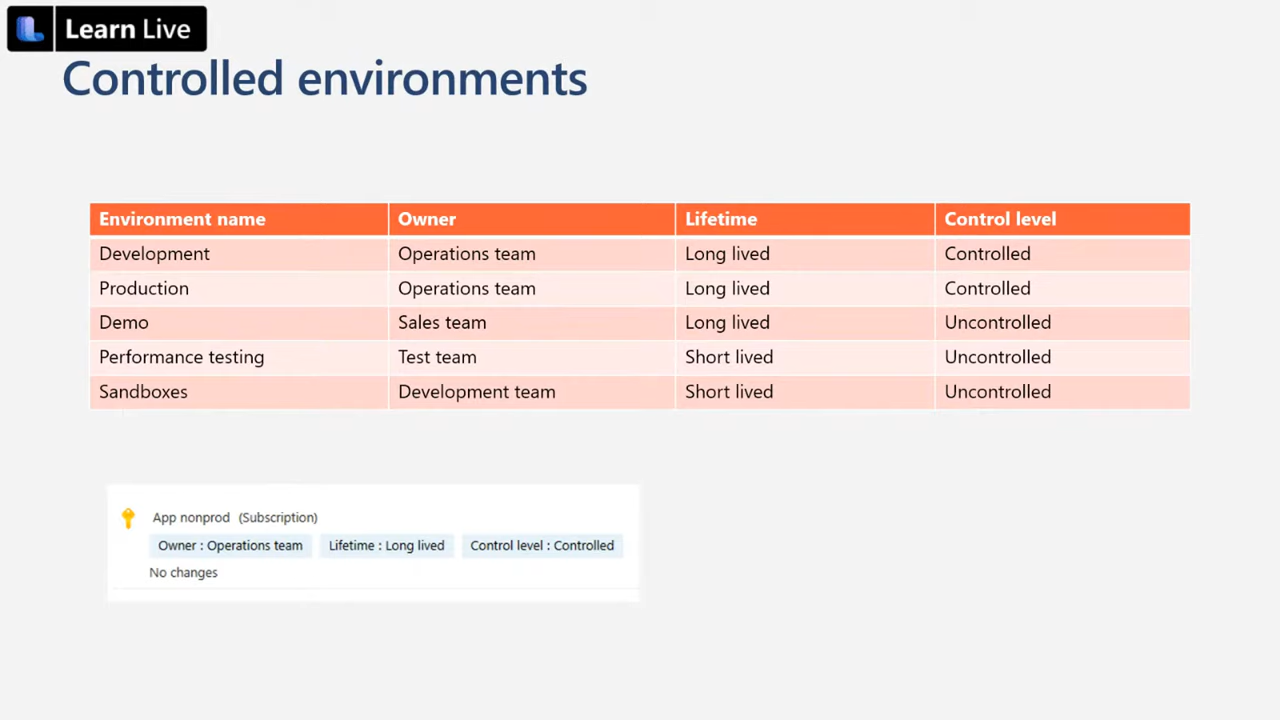 Learn Live
Controlled environments
Environment name Owner Lifetime Control level
Development Operations team Long lived Controlled
Production Operations team Long lived Controlled
Demo Sales team Long lived Uncontrolled
Performance testing Test team Short lived Uncontrolled
Sandboxes Development team Short lived Uncontrolled
App nonprod (Subscription)
Owner : Operations team Lifetime : Long lived Control level : Controlled
No changes